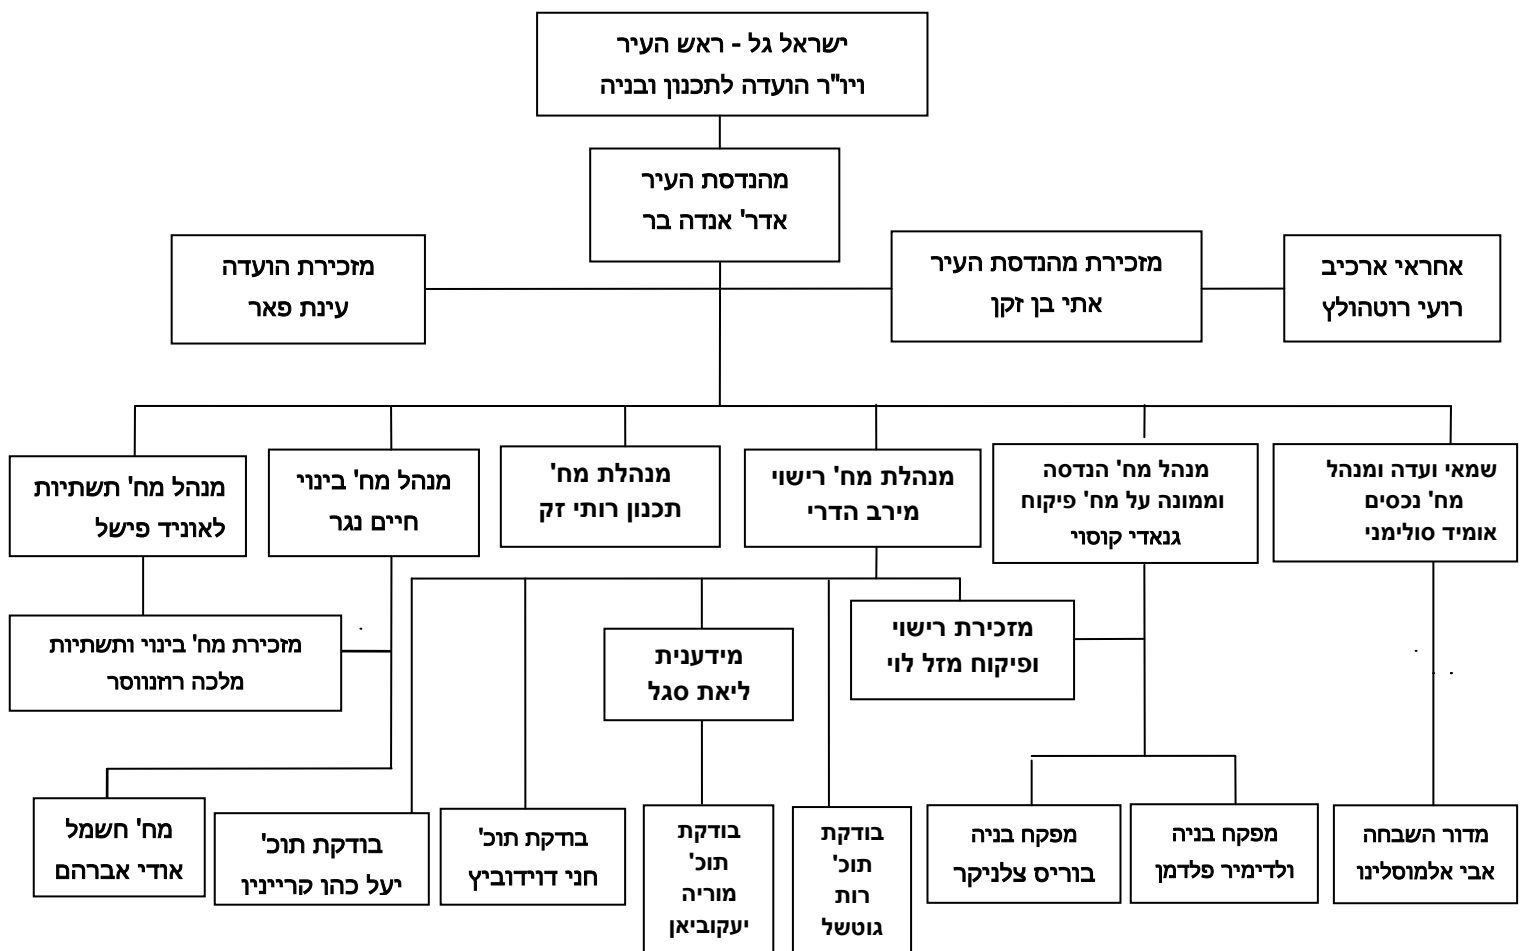 ישראל גל - ראש העיר
ויו"ר הועדה לתכנון ובניה
מהנדסת העיר
אדר' אנדה בר
אחראי ארכיב
רועי רוטהולץ
מזכירת מהנדסת העיר
אתי בן זקן
מזכירת הועדה
עינת פאר
שמאי ועדה ומנהל
מח' נכסים
אומיד סולימני
מנהל מח' הנדסה
וממונה על מח' פיקוח
גנאדי קוסוי
מנהלת מח' רישוי
מירב הדרי
מנהלת מח'
תכנון רותי זק
מנהל מח' בינוי
חיים נגר
מנהל מח' תשתיות
לאוניד פישל
מזכירת רישוי
ופיקוח מזל לוי
מידענית
ליאת סגל
מזכירת מח' בינוי ותשתיות
מלכה רוזנווסר
מדור השבחה
אבי אלמוסלינו
מפקח בניה
ולדימיר פלדמן
מפקח בניה
בוריס צלניקר
בודקת
תוכ'
רות
גוטשל
בודקת
תוכ'
מוריה
יעקוביאן
בודקת תוכ'
חני דוידוביץ
בודקת תוכ'
יעל כהן קריינין
מח' חשמל
אודי אברהם